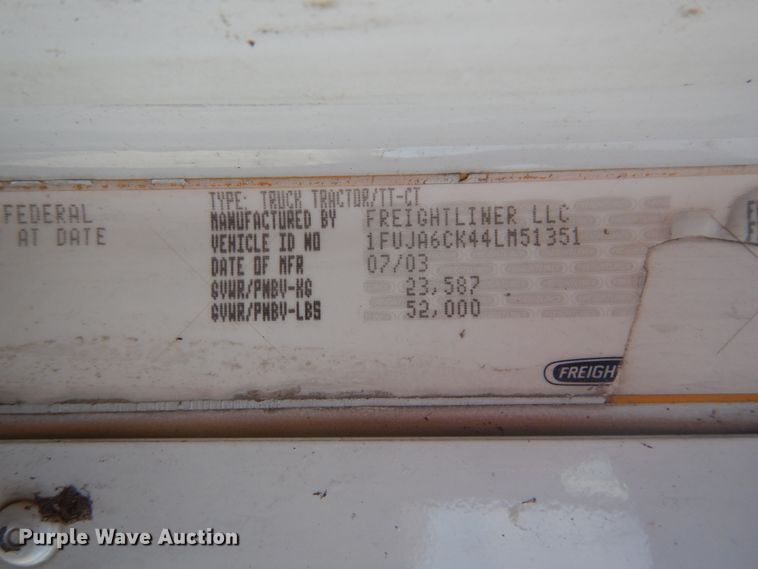 TYPE: TRUCK TRACTOR/TT-CT
FEDERAL MANUFACTURED BY FREIGHTLINER LLC
AT DATE VEHICLE ID NO 1FUJA6CK44LM51351
DATE OF MFR 07/03
GVWR/PNBV-KG 23,587
GVWR/PNBV-LBS 52,000
FREIGHT
Purple Wave Auction